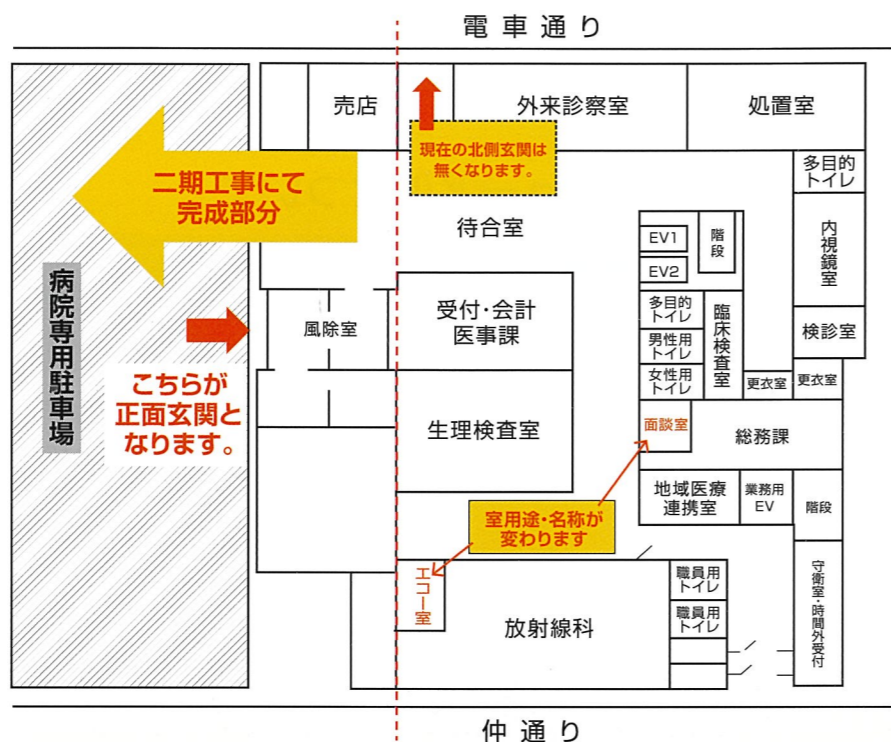 電車通り
売店
外来診察室
処置室
現在の北側玄関は
無くなります。
二期工事にて
完成部分
待合室
多目的
トイレ
内視鏡室
検診室
EV1
EV2
階段
多目的
トイレ
男性用
トイレ
女性用
トイレ
臨床検査室
更衣室
更衣室
病院専用駐車場
風除室
受付・会計
医事課
こちらが
正面玄関と
なります。
生理検査室
面談室
総務課
地域医療
連携室
業務用
EV
階段
室用途・名称が
変わります
エコー室
放射線科
職員用
トイレ
職員用
トイレ
守衛室・時間外受付
仲通り